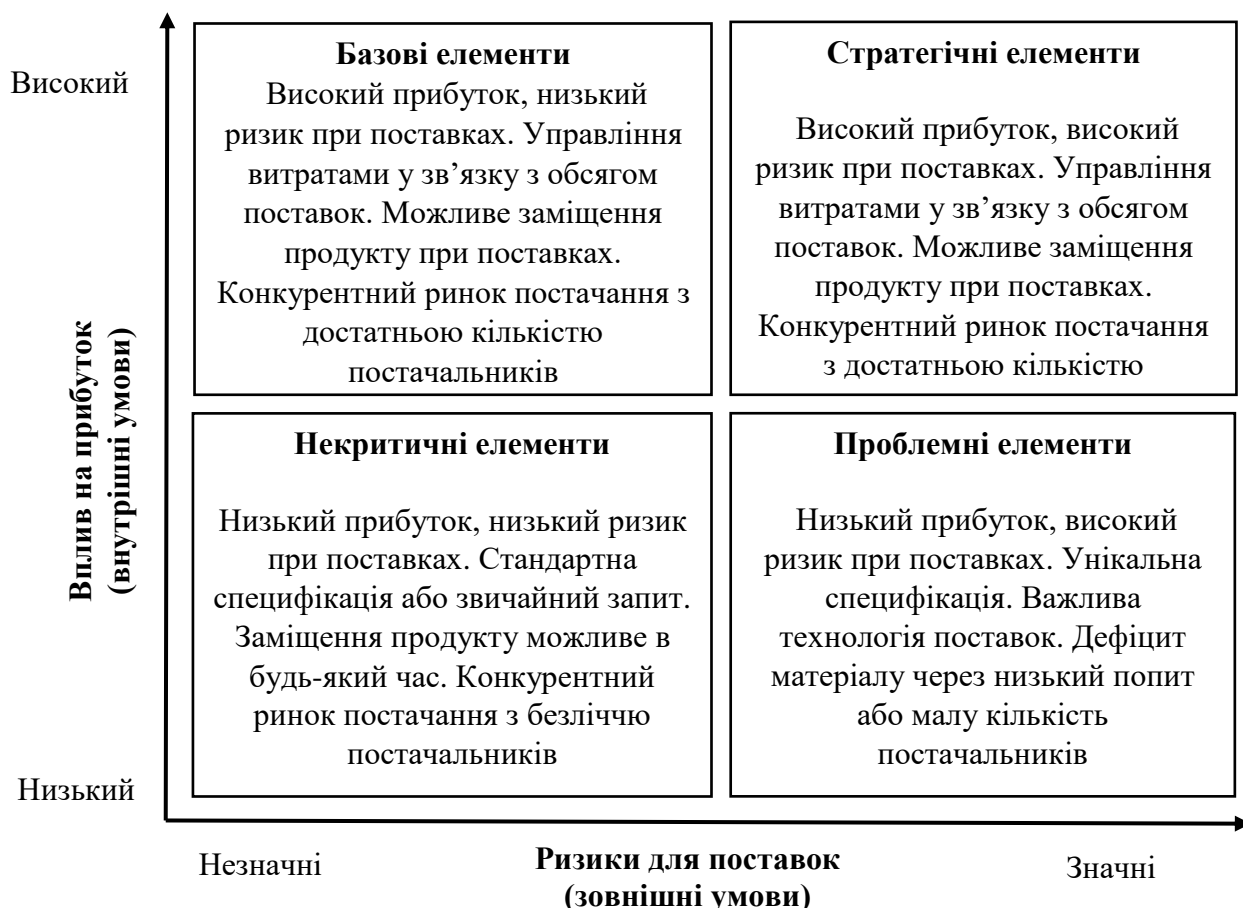 Високий
Базові елементи
Високий прибуток, низький
ризик при поставках. Управління
витратами у зв’язку з обсягом
поставок. Можливе заміщення
продукту при поставках.
Конкурентний ринок постачання з
достатньою кількістю
постачальників
Стратегічні елементи
Високий прибуток, високий
ризик при поставках. Управління
витратами у зв’язку з обсягом
поставок. Можливе заміщення
продукту при поставках.
Конкурентний ринок постачання
з достатньою кількістю
Вплив на прибуток
(внутрішні умови)
Некритичні елементи
Низький прибуток, низький ризик
при поставках. Стандартна
специфікація або звичайний запит.
Заміщення продукту можливе в
будь-який час. Конкурентний
ринок постачання з безліччю
постачальників
Проблемні елементи
Низький прибуток, високий
ризик при поставках. Унікальна
специфікація. Важлива
технологія поставок. Дефіцит
матеріалу через низький попит
або малу кількість
постачальників
Низький
Незначні
Ризики для поставок
(зовнішні умови)
Значні